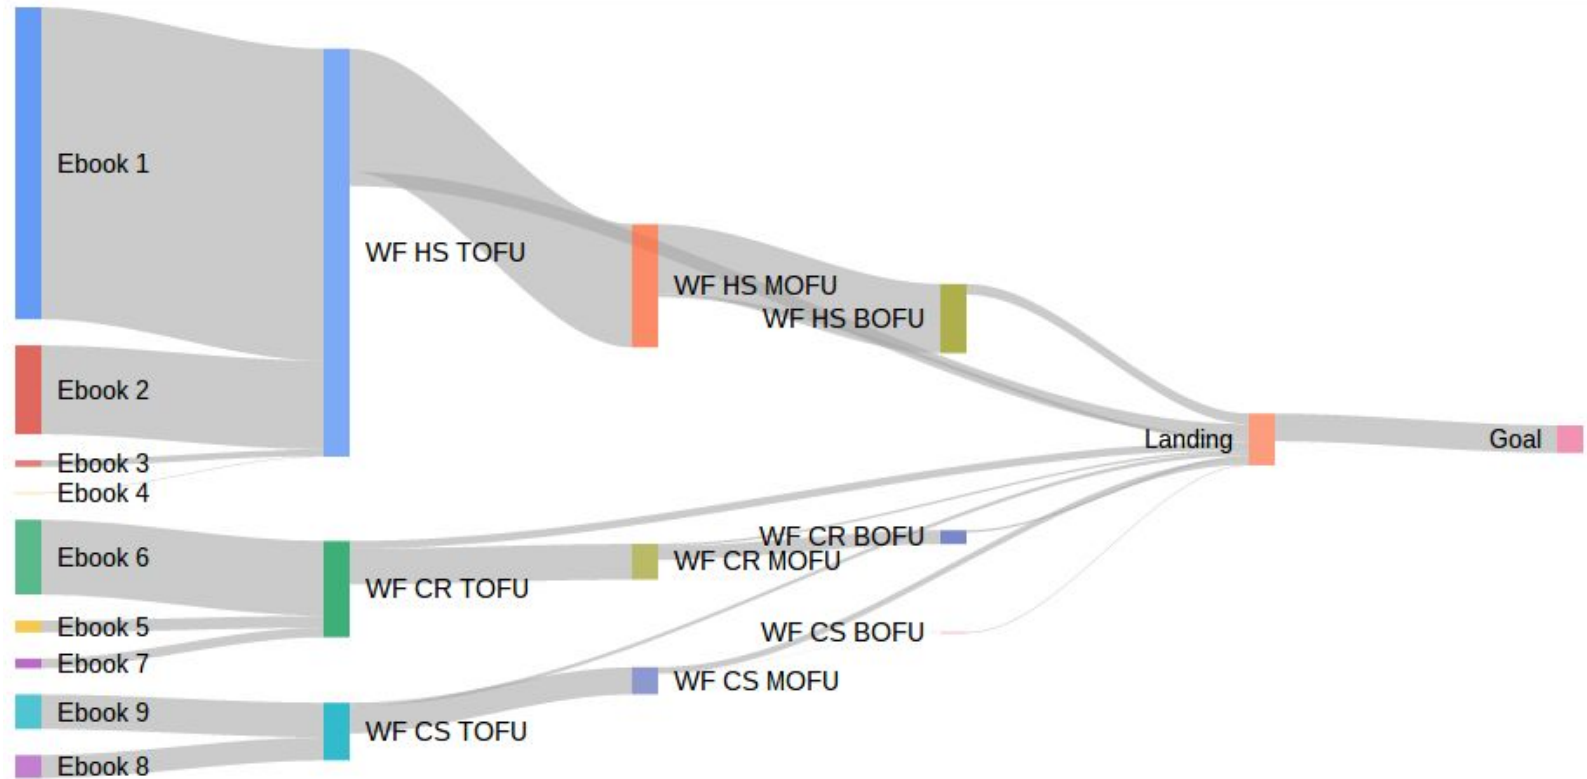 Ebook 1
Ebook 2
Ebook 3
Ebook 4
Ebook 6
Ebook 5
Ebook 7
Ebook 9
Ebook 8
WF HS TOFU
WF CR TOFU
WF CS TOFU
WF HS MOFU
WF CR MOFU
WF CS MOFU
WF HS BOFU
WF CR BOFU
WF CS BOFU
Landing
Goal